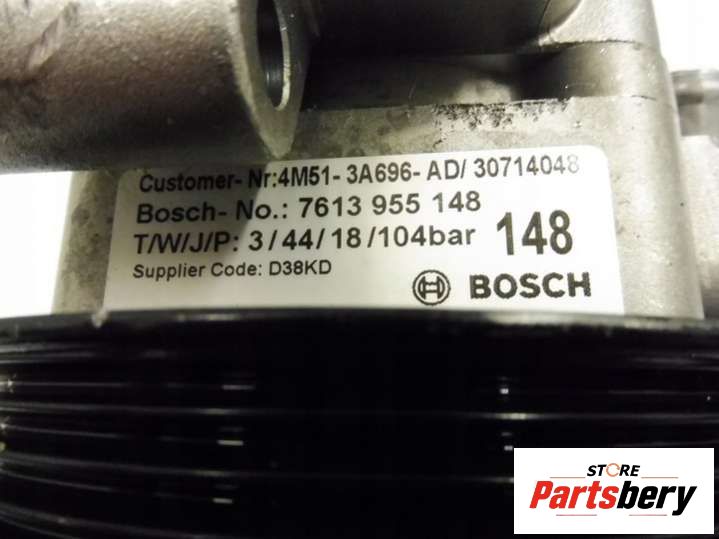 Customer- Nr:4M51- 3A696- AD/ 30714048
Bosch- No.: 7613 955 148
T/W/J/P: 3/44/18/104bar 148
Supplier Code: D38KD
BOSCH
STORE
Partsbery